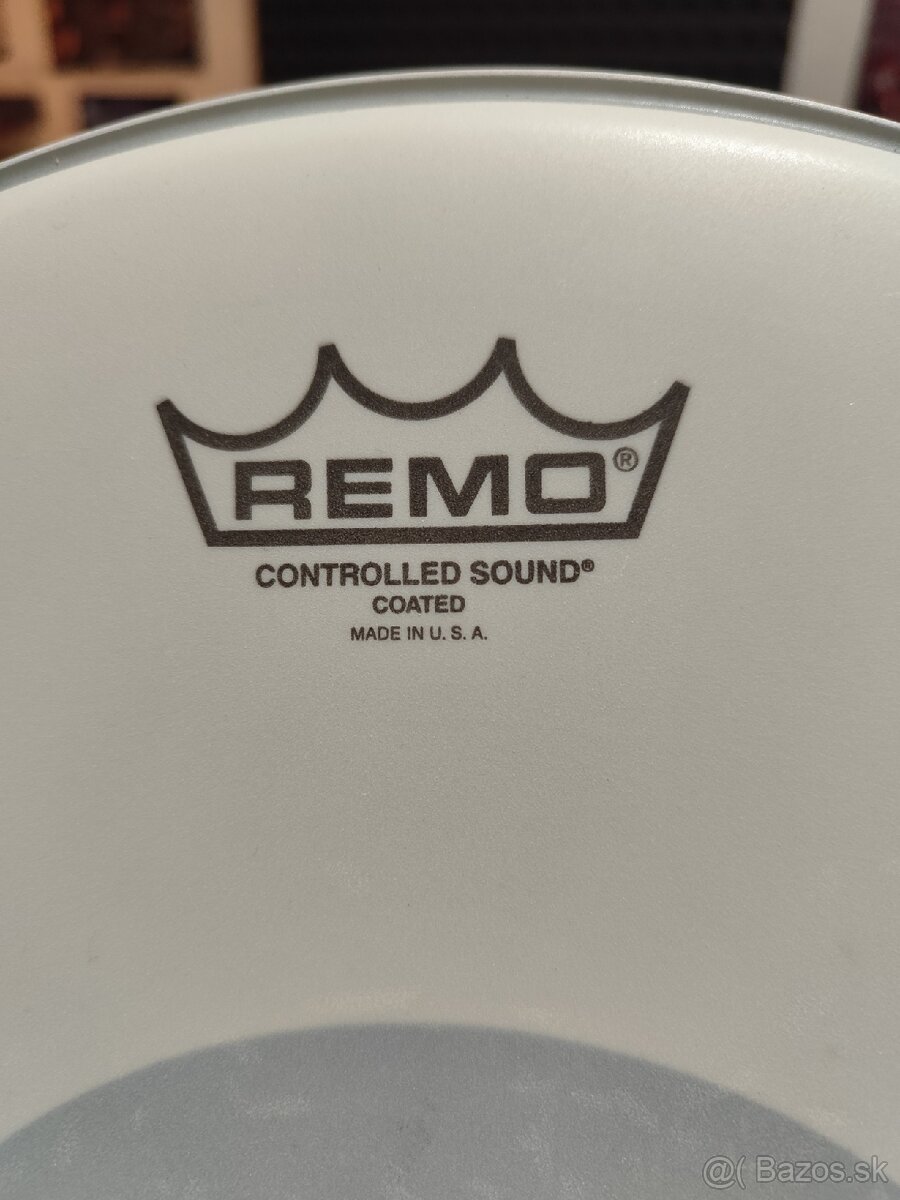 REMO®
CONTROLLED SOUND®
COATED
MADE IN U. S. A.
@( Bazos.sk